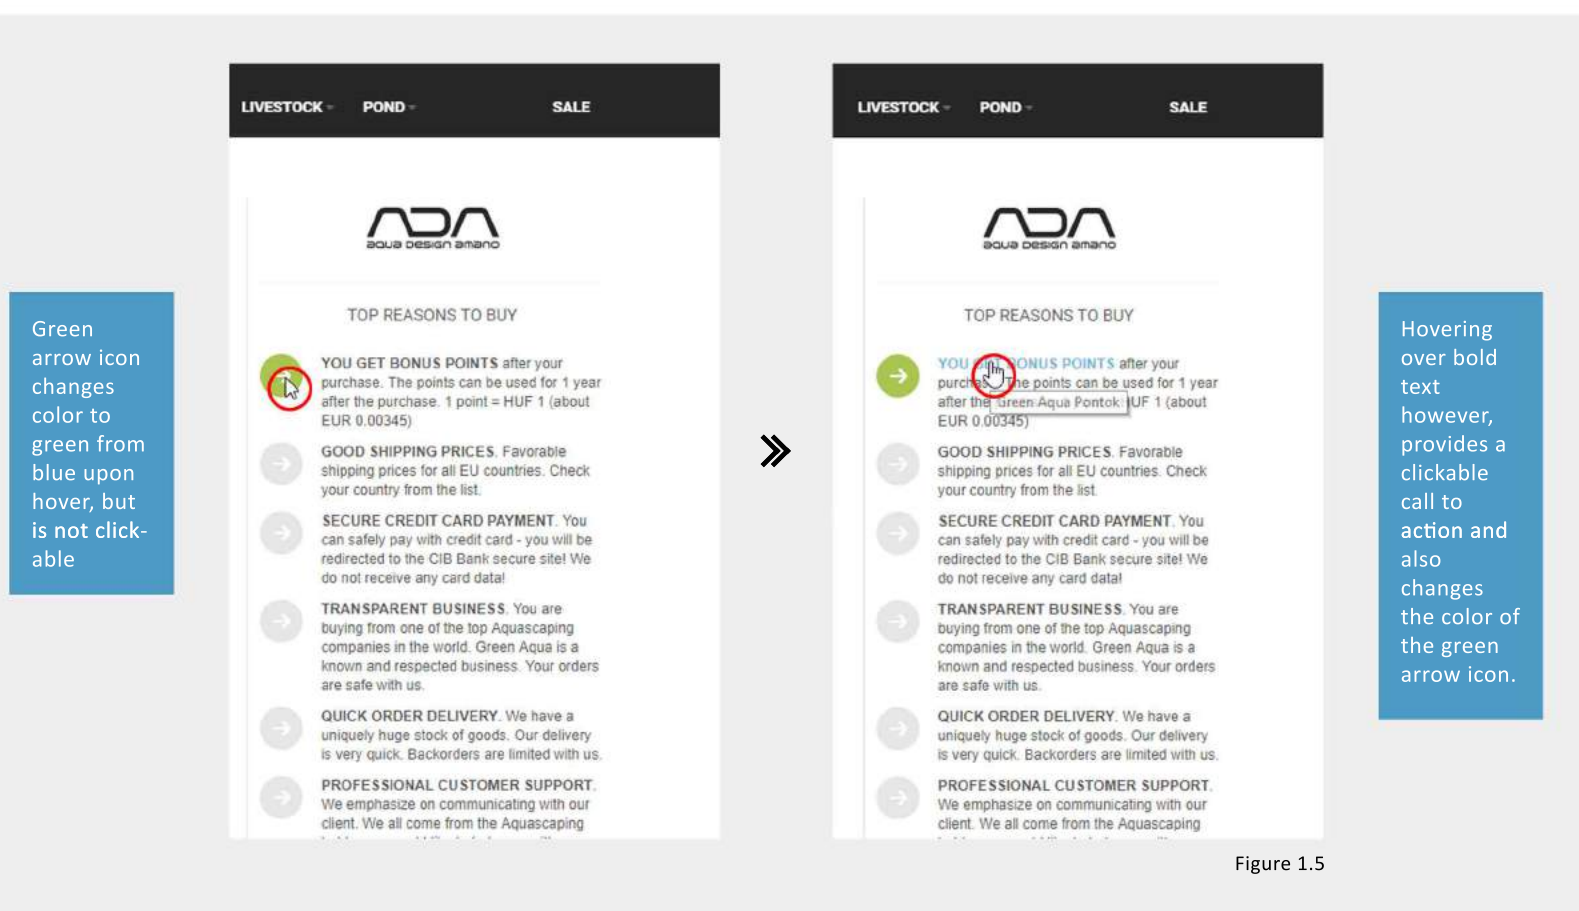 Green
arrow icon
changes
color to
green from
blue upon
hover, but
is not click-
able
LIVESTOCK POND SALE
ADA
aqua design amano
TOP REASONS TO BUY
YOU GET BONUS POINTS after your
purchase. The points can be used for 1 year
after the purchase. 1 point = HUF 1 (about
EUR 0.00345)
GOOD SHIPPING PRICES. Favorable
shipping prices for all EU countries. Check
your country from the list.
SECURE CREDIT CARD PAYMENT. You
can safely pay with credit card - you will be
redirected to the CIB Bank secure site! We
do not receive any card data!
TRANSPARENT BUSINESS. You are
buying from one of the top Aquascaping
companies in the world. Green Aqua is a
known and respected business. Your orders
are safe with us.
QUICK ORDER DELIVERY. We have a
uniquely huge stock of goods. Our delivery
is very quick. Backorders are limited with us.
PROFESSIONAL CUSTOMER SUPPORT.
We emphasize on communicating with our
client. We all come from the Aquascaping
LIVESTOCK POND SALE
ADA
aqua design amano
TOP REASONS TO BUY
YOU GET BONUS POINTS after your
The points can be used for 1 year
after the Green Aqua Pontok HUF 1 (about
EUR 0.00345)
GOOD SHIPPING PRICES. Favorable
shipping prices for all EU countries. Check
your country from the list.
SECURE CREDIT CARD PAYMENT. You
can safely pay with credit card - you will be
redirected to the CIB Bank secure site! We
do not receive any card data!
TRANSPARENT BUSINESS. You are
buying from one of the top Aquascaping
companies in the world. Green Aqua is a
known and respected business. Your orders
are safe with us.
QUICK ORDER DELIVERY. We have a
uniquely huge stock of goods. Our delivery
is very quick. Backorders are limited with us.
PROFESSIONAL CUSTOMER SUPPORT.
We emphasize on communicating with our
client. We all come from the Aquascaping
Hovering
over bold
text
however,
provides a
clickable
call to
action and
also
changes
the color of
the green
arrow icon.
Figure 1.5